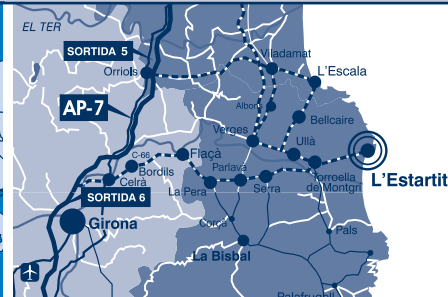 EL TER
SORTIDA 5
Viladamat
Orriols
L'Escala
AP-7
Albons
Bellcaire
Verges
Ullà
C-66
Flaçà
Bordils
Parlavà
Torroella
de Montgrí
L'Estartit
Celrà
La Pera
Serra
SORTIDA 6
Girona
Corçà
Pals
La Bisbal
Palafrugell